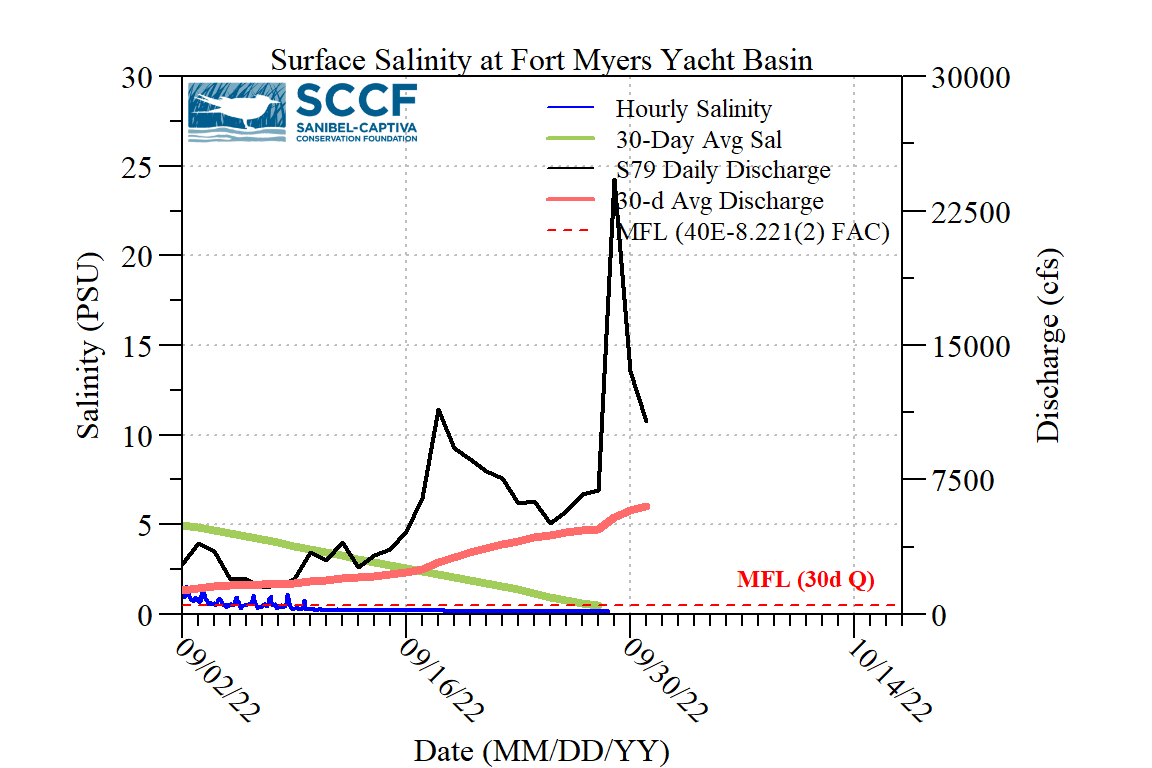 Surface Salinity at Fort Myers Yacht Basin
SCCF
SANIBEL-CAPTIVA
CONSERVATION FOUNDATION
Hourly Salinity
30-Day Avg Sal
S79 Daily Discharge
30-d Avg Discharge
MFL (40E-8.221(2) FAC)
30
25
20
15
10
5
0
Salinity (PSU)
30000
22500
15000
7500
0
Discharge (cfs)
MFL (30d Q)
09/02/22
09/16/22
09/30/22
10/14/22
Date (MM/DD/YY)